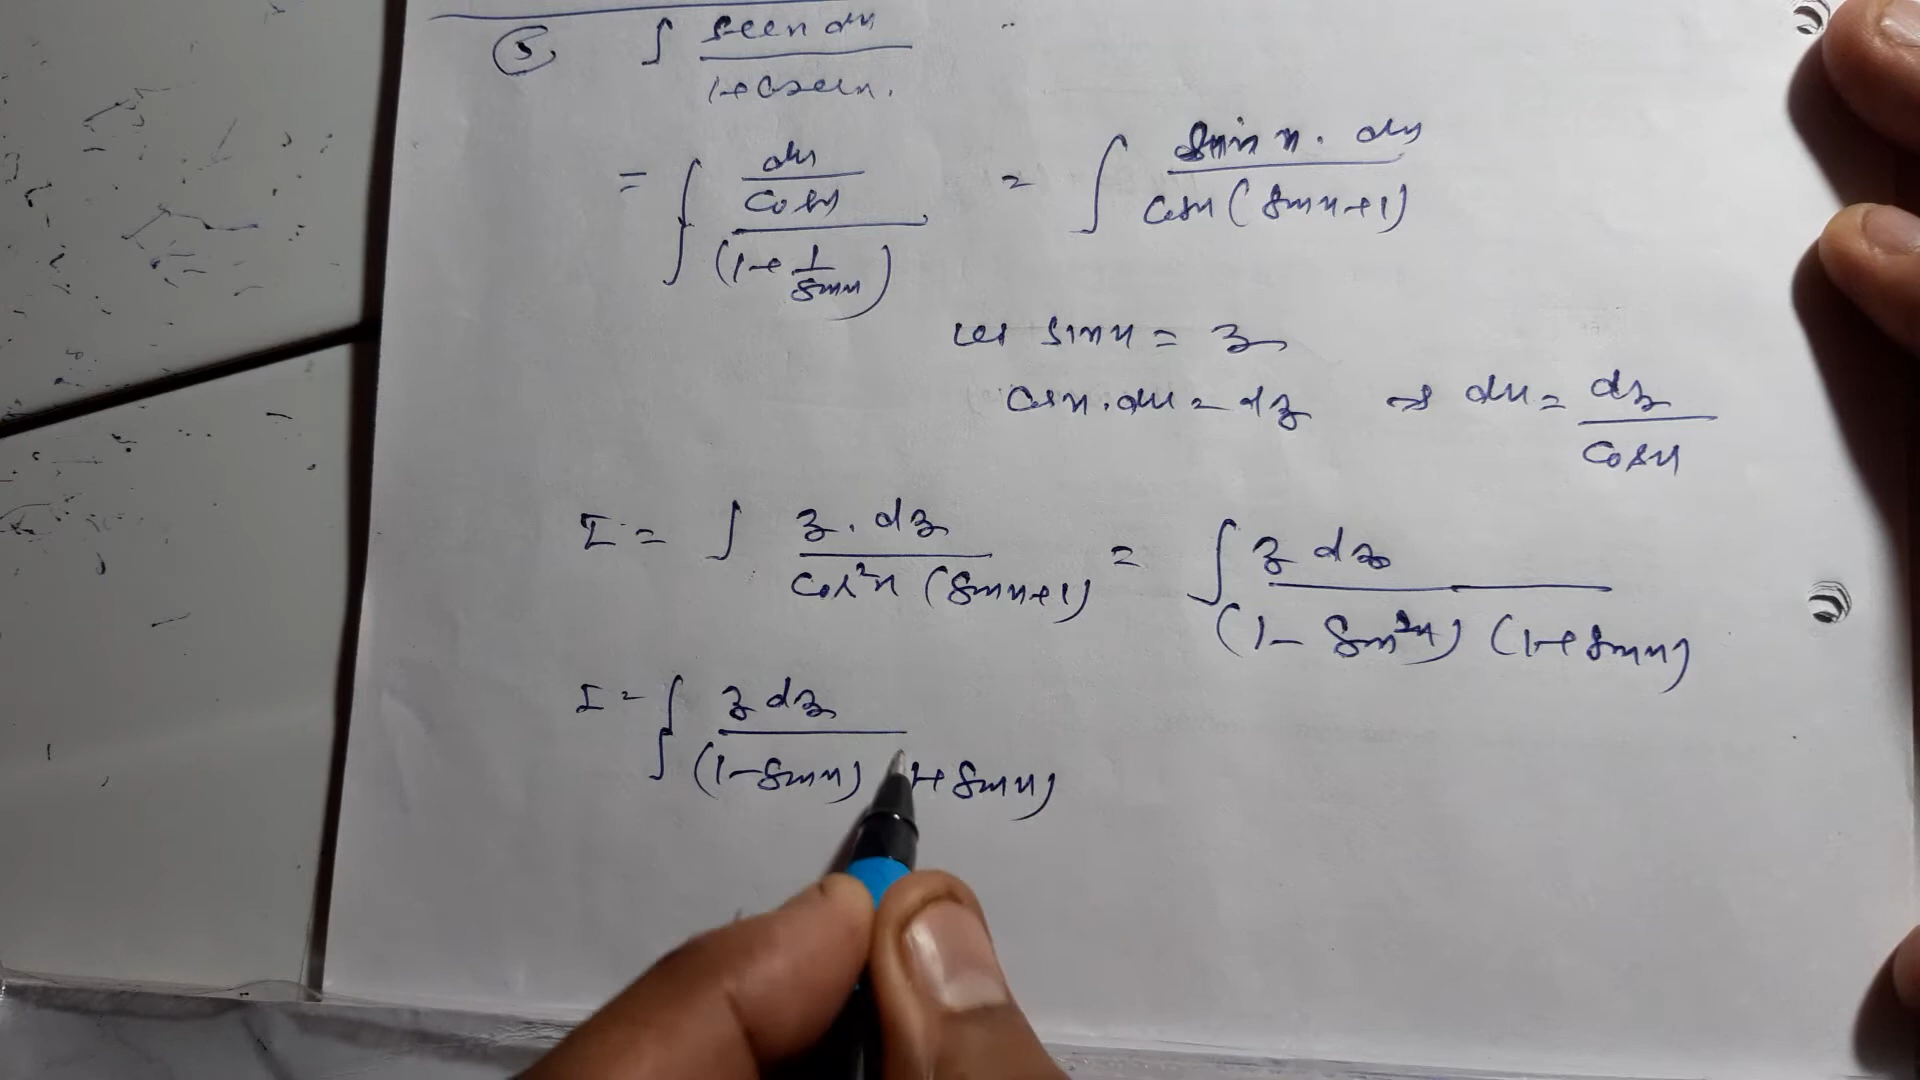 (5) ∫ secx dx / 1+cosecx.
= ∫ (dx / cosx) / (1+ 1/sinx) = ∫ sin x. dx / cosx (sinx+1)
Let sinx = z
cosx.dx = dz ⇒ dx = dz / cosx
I = ∫ z. dz / cos²x (sinx+1) = ∫ z dz / (1- sin²x) (1+sinx)
I = ∫ z dz / (1-sinx) 1+sinx)